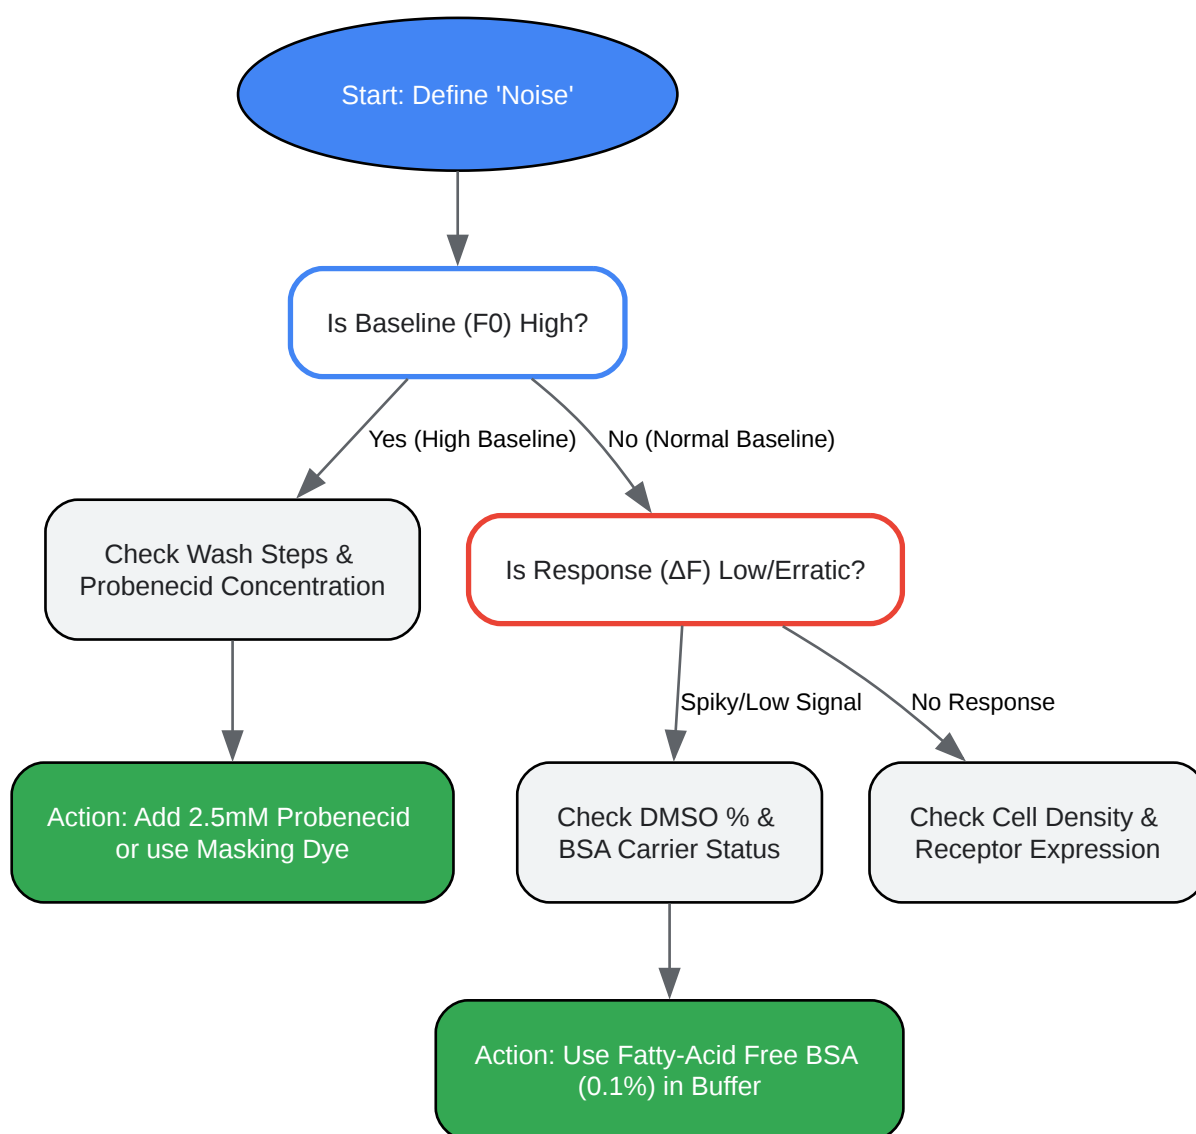 Start: Define 'Noise'
Is Baseline (F0) High?
Yes (High Baseline)
No (Normal Baseline)
Check Wash Steps &
Probenecid Concentration
Is Response (ΔF) Low/Erratic?
Spiky/Low Signal
No Response
Action: Add 2.5mM Probenecid
or use Masking Dye
Check DMSO % &
BSA Carrier Status
Check Cell Density &
Receptor Expression
Action: Use Fatty-Acid Free BSA
(0.1%) in Buffer